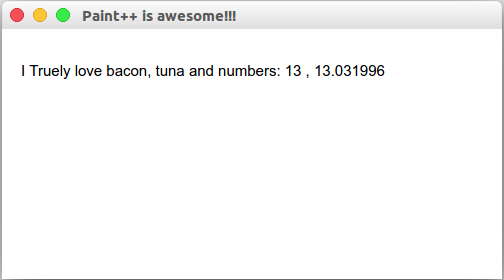 Paint++ is awesome!!!
I Truely love bacon, tuna and numbers: 13 , 13.031996